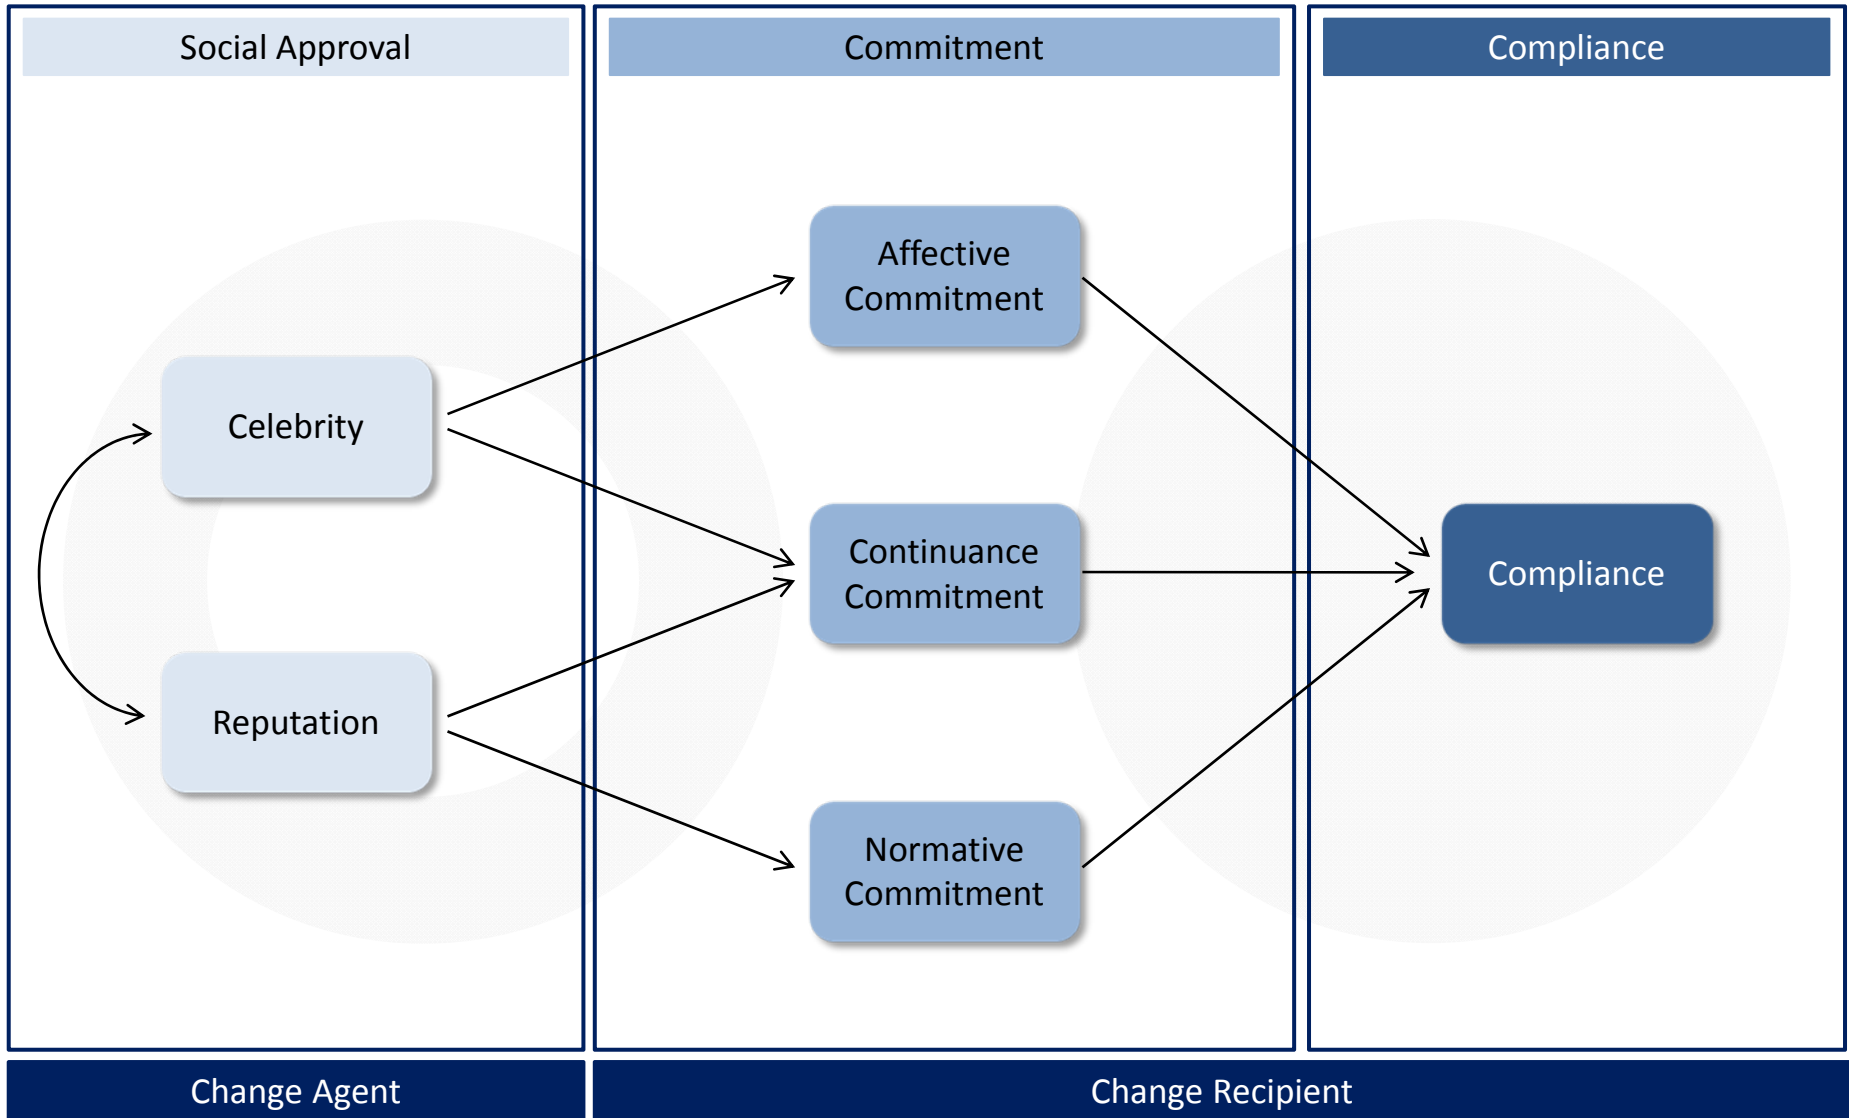 Social Approval
Commitment
Compliance
Affective
Commitment
Celebrity
Continuance
Commitment
Compliance
Reputation
Normative
Commitment
Change Agent
Change Recipient